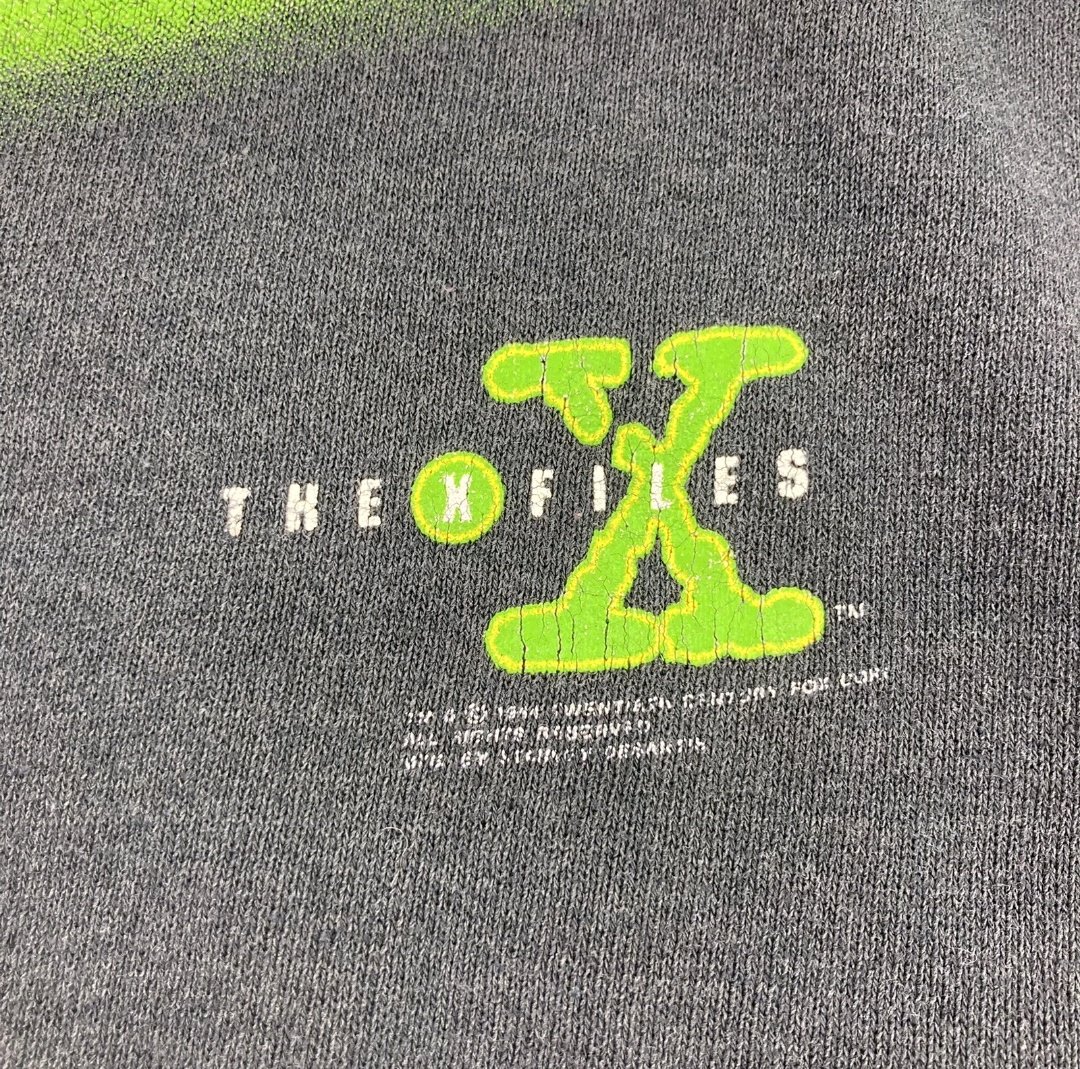 THE X FILES
X
™
TWENTIETH CENTURY FOX CORP
ALL RIGHTS RESERVED